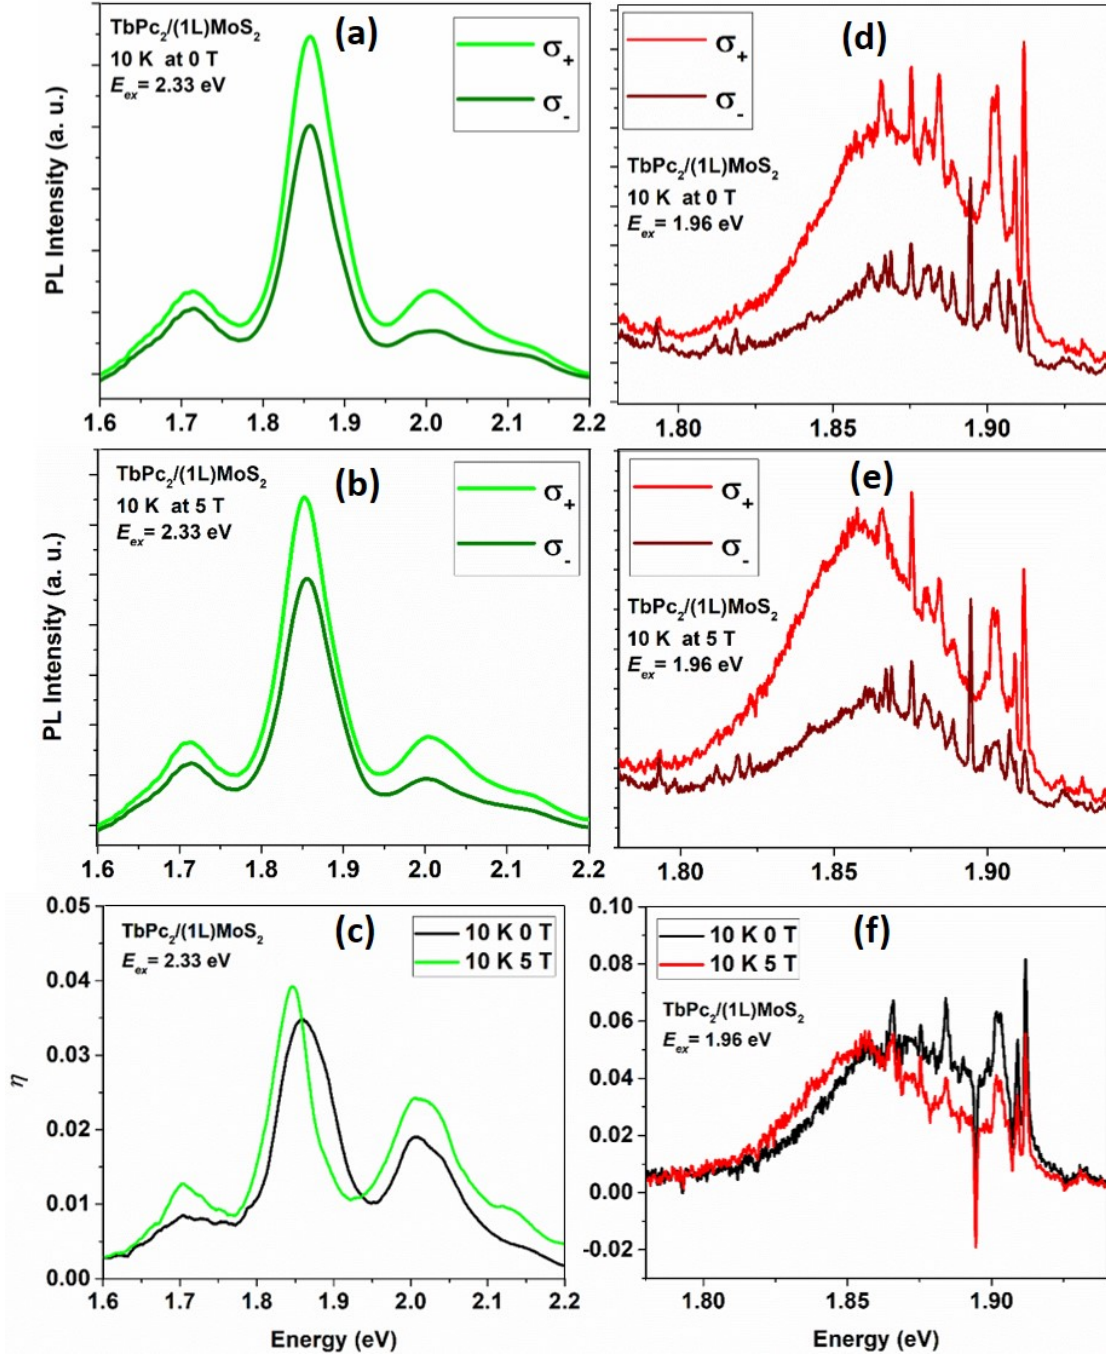 TbPc₂/(1L)MoS₂
10 K at 0 T
Eₑₓ= 2.33 eV
(a)
σ₊
σ₋
PL Intensity (a. u.)
1.6 1.7 1.8 1.9 2.0 2.1 2.2
(d)
σ₊
σ₋
TbPc₂/(1L)MoS₂
10 K at 0 T
Eₑₓ= 1.96 eV
1.80 1.85 1.90
TbPc₂/(1L)MoS₂
10 K at 5 T
Eₑₓ= 2.33 eV
(b)
σ₊
σ₋
PL Intensity (a. u.)
1.6 1.7 1.8 1.9 2.0 2.1 2.2
(e)
σ₊
σ₋
TbPc₂/(1L)MoS₂
10 K at 5 T
Eₑₓ= 1.96 eV
1.80 1.85 1.90
TbPc₂/(1L)MoS₂
Eₑₓ= 2.33 eV
(c)
10 K 0 T
10 K 5 T
η
0.05
0.04
0.03
0.02
0.01
0.00
1.6 1.7 1.8 1.9 2.0 2.1 2.2
Energy (eV)
10 K 0 T
10 K 5 T
(f)
TbPc₂/(1L)MoS₂
Eₑₓ= 1.96 eV
0.10
0.08
0.06
0.04
0.02
0.00
-0.02
1.80 1.85 1.90
Energy (eV)